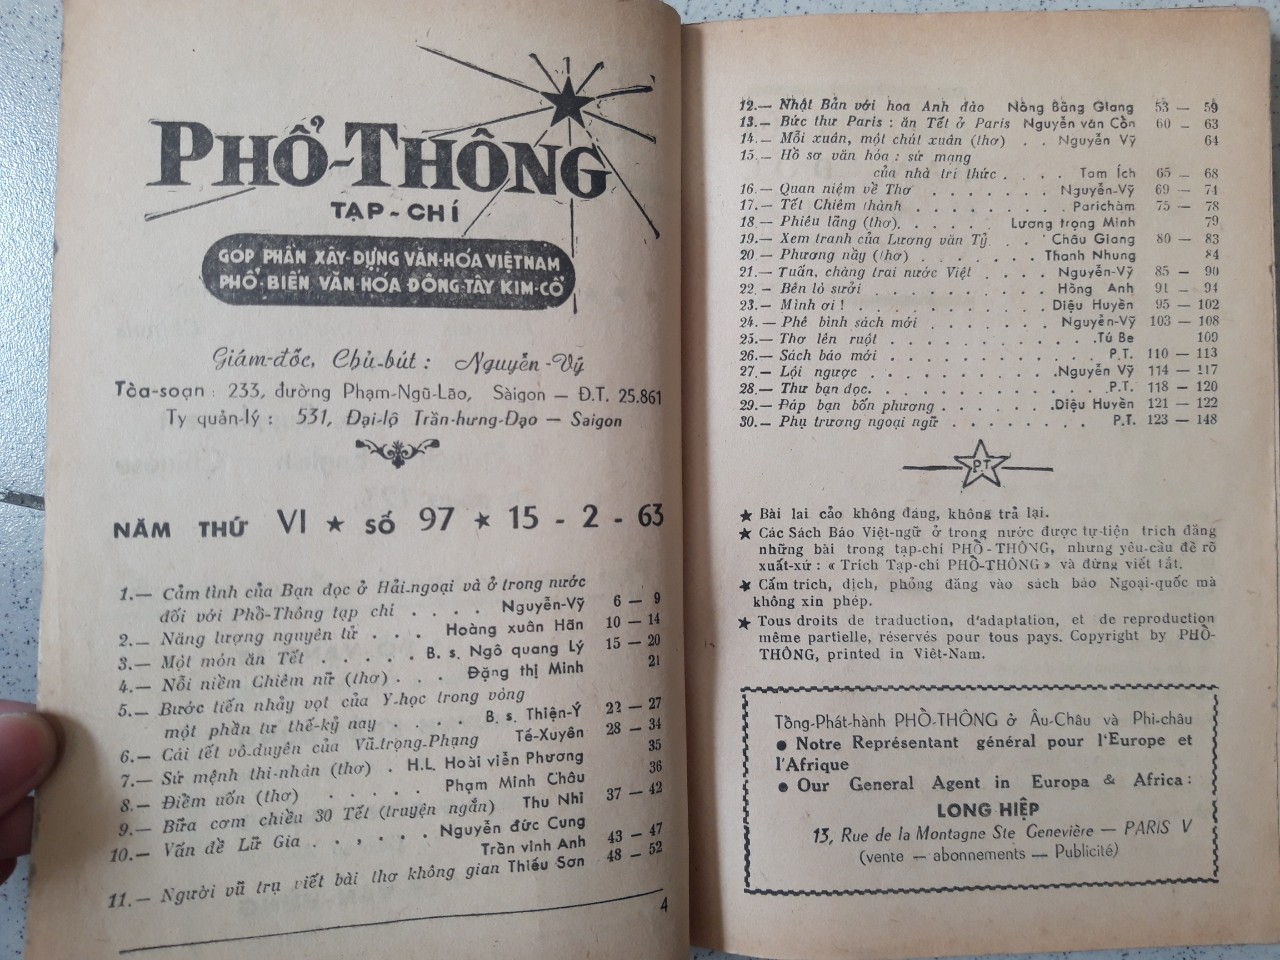 PHỔ-THÔNG
TẠP-CHÍ
GÓP PHẦN XÂY-DỰNG VĂN-HÓA VIỆTNAM
PHỔ-BIẾN VĂN-HÓA ĐÔNG-TÂY KIM-CỔ
Giám-đốc, Chủ-bút : Nguyễn-Vỹ
Tòa-soạn : 233, đường Phạm-Ngũ-Lão, Sàigon — Đ.T. 25.861
Ty quản-lý : 531, Đại-lộ Trần-hưng-Đạo — Saigon
NĂM THỨ VI ★ SỐ 97 ★ 15 - 2 - 63
1.— Cảm tình của Bạn đọc ở Hải-ngoại và ở trong nước
đối với Phổ-Thông tạp chí . . . . Nguyễn-Vỹ 6 — 9
2.— Năng lượng nguyên tử . . . Hoàng xuân Hãn 10 — 14
3.— Một món ăn Tết . . . . . B. s. Ngô quang Lý 15 — 20
4.— Nỗi niềm Chiêm nữ (thơ) . . . Đặng thị Minh 21
5.— Bước tiến nhảy vọt của Y-học trong vòng
một phần tư thế-kỷ nay . . . . B. s. Thiện-Ý 22 — 27
6.— Cái tết vô-duyên của Vũ-trọng-Phụng Tế-Xuyên 28 — 34
7.— Sứ mệnh thi-nhân (thơ) . H.L. Hoài viễn Phương 35
8.— Điềm uốn (thơ) . . . . . Phạm Minh Châu 36
9.— Bữa cơm chiều 30 Tết (truyện ngắn) Thu Nhi 37 — 42
10.— Vấn đề Lữ Gia . . , . . . Nguyễn đức Cung
Trần vinh Anh 43 — 47
11.— Người vũ trụ viết bài thơ không gian Thiếu Sơn 48 — 52
4
12.— Nhật Bản với hoa Anh đào Nông Bằng Giang 53 — 59
13.— Bức thư Paris : ăn Tết ở Paris Nguyễn văn Cồn 60 — 63
14.— Mỗi xuân, một chút xuân (thơ) . . Nguyễn Vỹ 64
15.— Hồ sơ văn hóa : sứ mạng
của nhà trí thức . . . . Tam Ích 65 — 68
16.— Quan niệm về Thơ . . . . . . . Nguyễn-Vỹ 69 — 74
17.— Tết Chiêm thành . . . . . . . . Parichàm 75 — 78
18.— Phiêu lãng (thơ). . . . . . Lương trọng Minh 79
19.— Xem tranh của Lương văn Tỷ. . . Châu Giang 80 — 83
20.— Phương nầy (thơ) . . . . . . Thanh Nhung 84
21.— Tuấn, chàng trai nước Việt . . . . Nguyễn-Vỹ 85 — 90
22.— Bên lò sưởi . . . . . . . . . Hồng Anh 91 — 94
23.— Mình ơi ! . . . . . . . . . . Diệu Huyền 95 — 102
24.— Phê bình sách mới . . . . . . Nguyễn-Vỹ 103 — 108
25.— Thơ lên ruột . . . . . . . . . .Tú Be 109
26.— Sách báo mới . . . . . . . . . P.T. 110 — 113
27.— Lội ngược . . . . . . . . . .Nguyễn Vỹ 114 — 117
28.— Thư bạn đọc. . . . . . . . . . .P.T. 118 — 120
29.— Đáp bạn bốn phương . . . . . .Diệu Huyền 121 — 122
30.— Phụ trương ngoại ngữ . . . . . . . . P.T. 123 — 148
P.T.
★ Bài lai cảo không đăng, không trả lại.
★ Các Sách Báo Việt-ngữ ở trong nước được tự-tiện trích đăng
những bài trong tạp-chí PHỔ-THÔNG, nhưng yêu-cầu đề rõ
xuất-xứ : « Trích Tạp-chí PHỔ-THÔNG » và đừng viết tắt.
★ Cấm trích, dịch, phỏng đăng vào sách báo Ngoại-quốc mà
không xin phép.
★ Tous droits de traduction, d'adaptation, et de reproduction
même partielle, réservés pour tous pays. Copyright by PHỔ-
THÔNG, printed in Viêt-Nam.
Tổng-Phát-hành PHỔ-THÔNG ở Âu-Châu và Phi-châu
● Notre Représentant général pour l'Europe et
l'Afrique
● Our General Agent in Europa & Africa :
LONG HIỆP
13, Rue de la Montagne Ste Genevière — PARIS V
(vente — abonnements — Publicité)